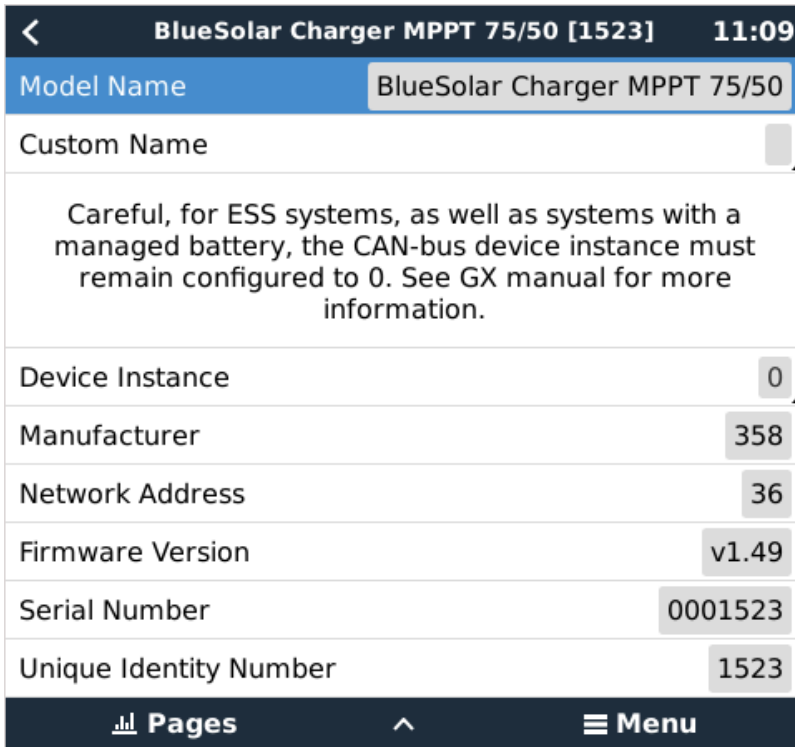 BlueSolar Charger MPPT 75/50 [1523] 11:09
Model Name BlueSolar Charger MPPT 75/50
Custom Name
Careful, for ESS systems, as well as systems with a
managed battery, the CAN-bus device instance must
remain configured to 0. See GX manual for more
information.
Device Instance 0
Manufacturer 358
Network Address 36
Firmware Version v1.49
Serial Number 0001523
Unique Identity Number 1523
Pages Menu